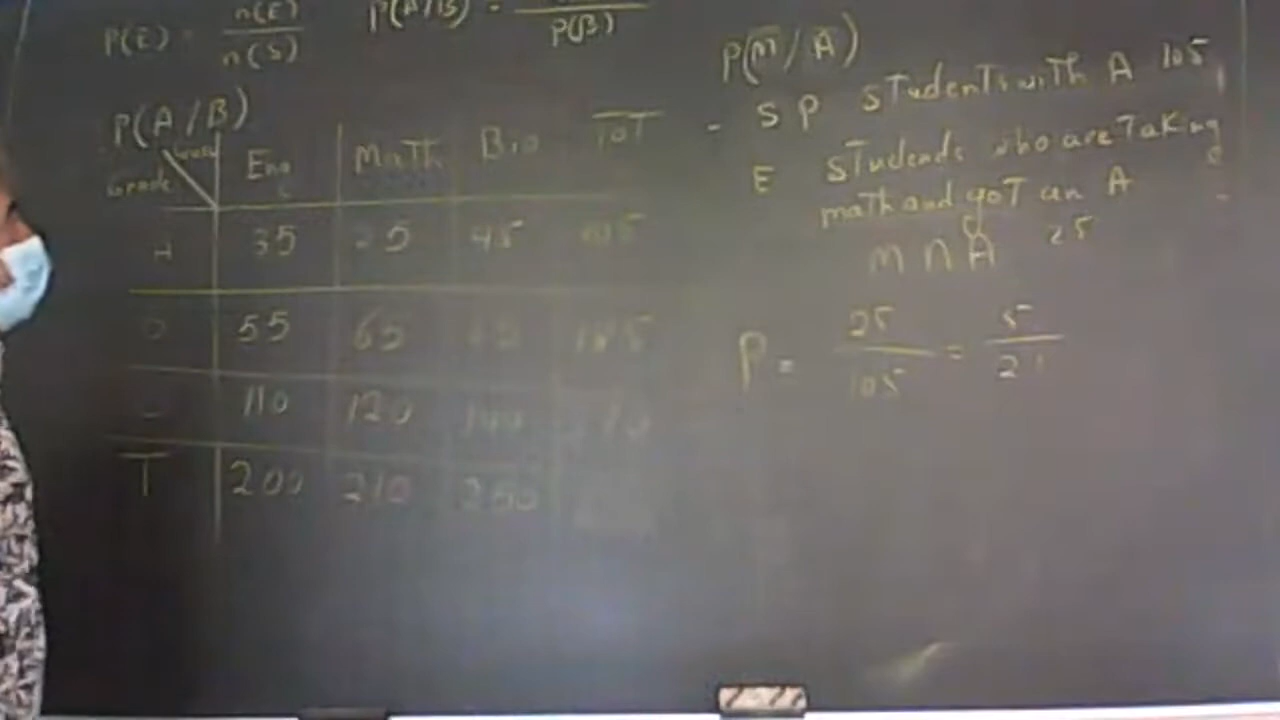 P(E) = n(E) / n(S)
P(A/B) = / P(B)
P(A/B)
Grade
Eng Math Bio ToT
A 35 25 45 105
55 65 185
110 120 140
T 200 210 260
P(M/A)
- S P students with A 105
E students who are taking
math and got an A
M ∩ A 25
P = 25/105 = 5/21